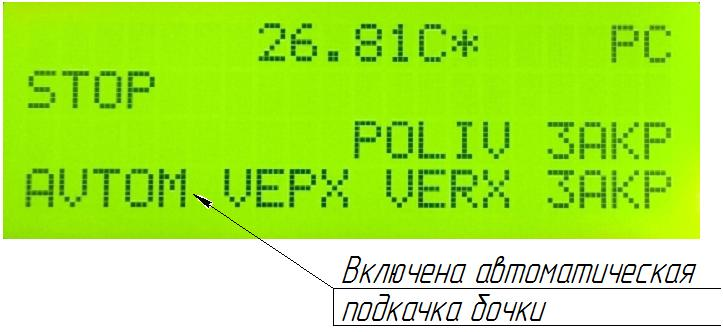 26.81C* PC
STOP
POLIV ЗАКР
AVTOM VEPX VERX ЗАКР
Включена автоматическая
подкачка бочки